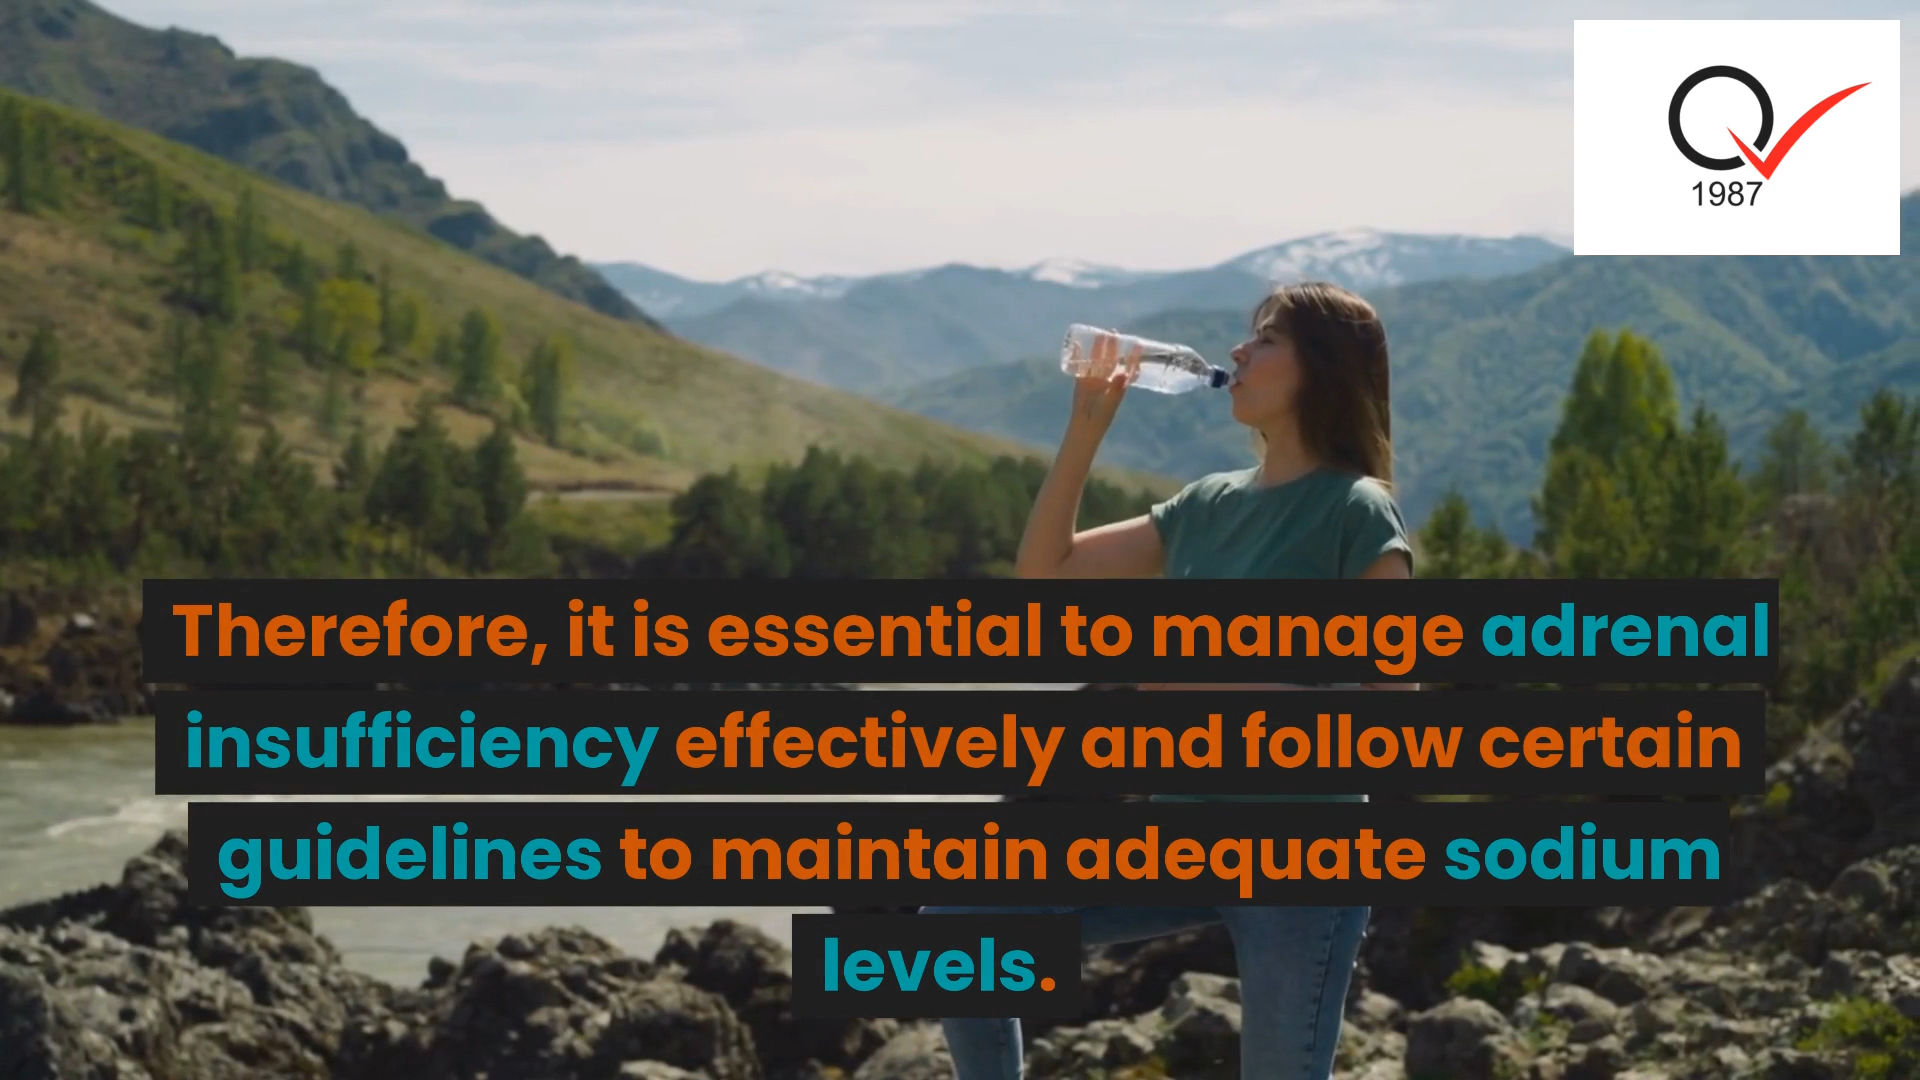 Q
1987
Therefore, it is essential to manage adrenal
insufficiency effectively and follow certain
guidelines to maintain adequate sodium
levels.